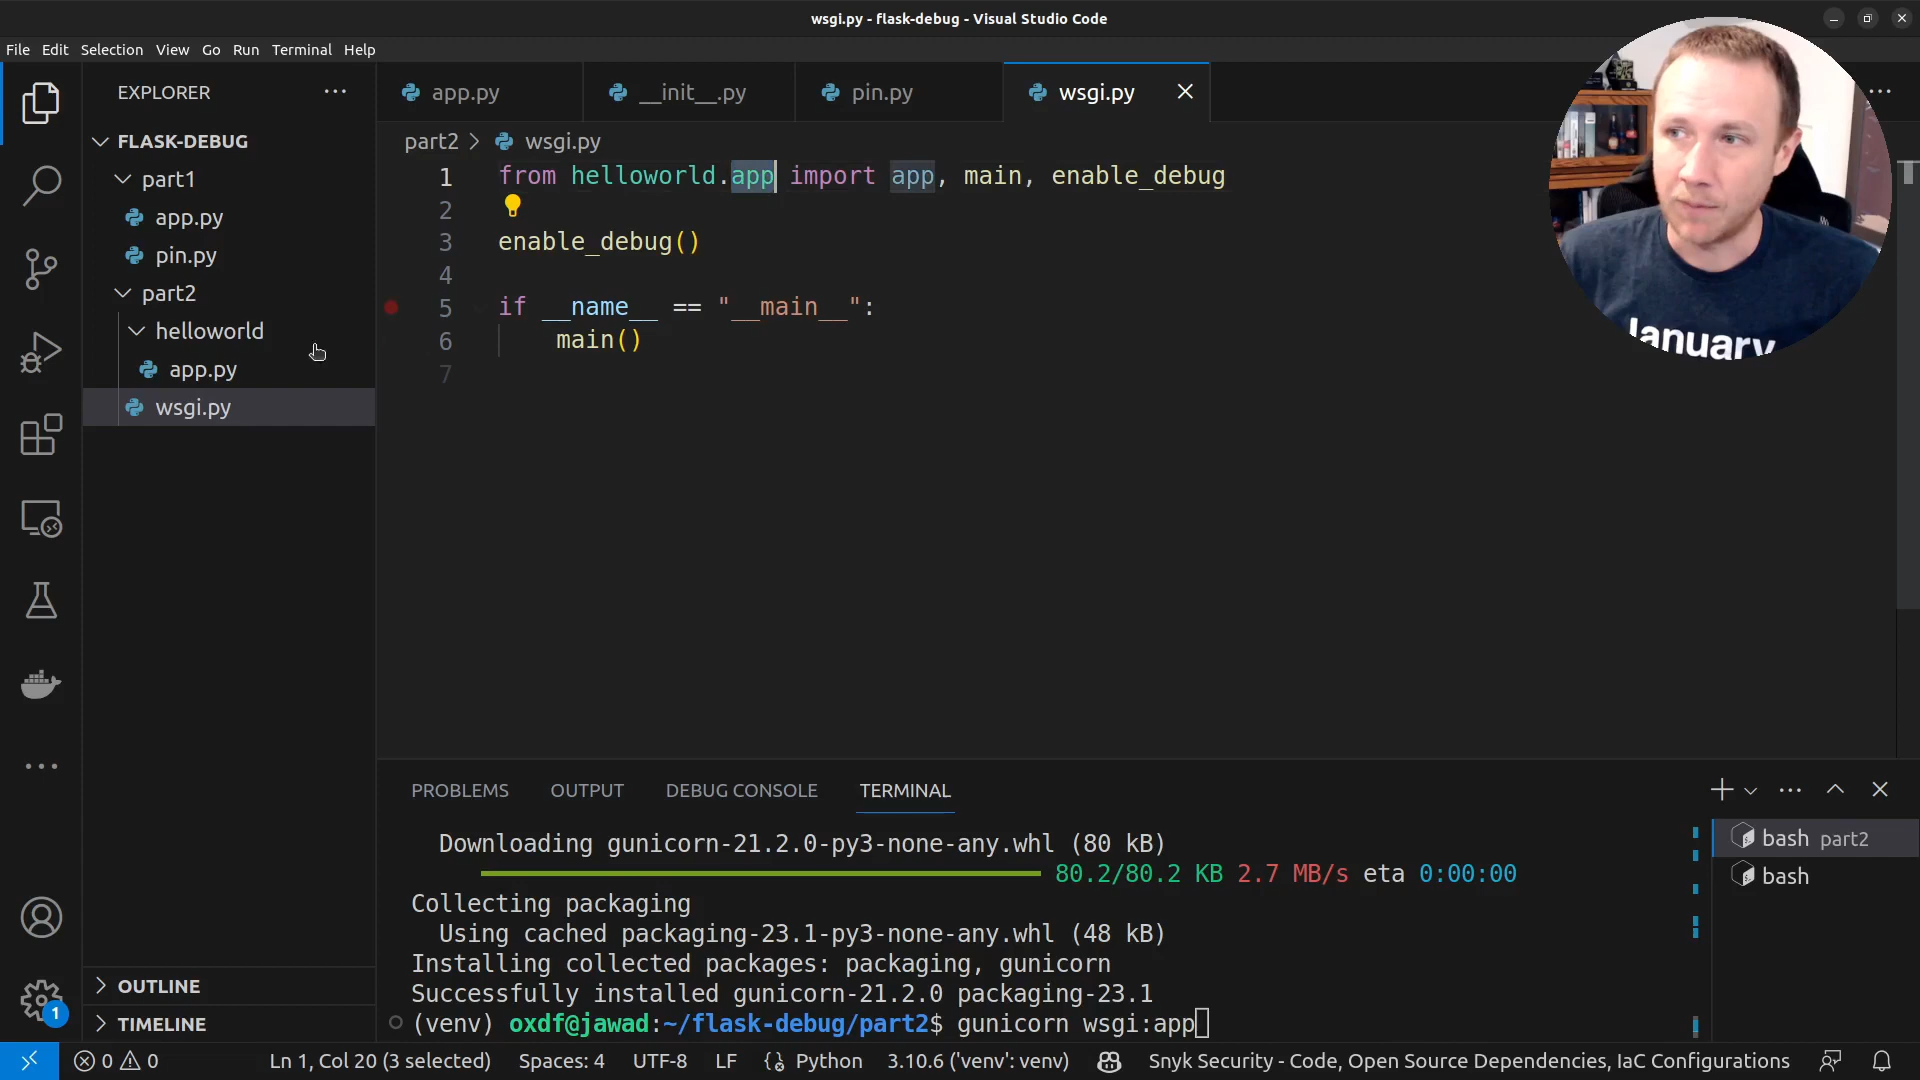 wsgi.py - flask-debug - Visual Studio Code
File Edit Selection View Go Run Terminal Help
EXPLORER
FLASK-DEBUG
part1
app.py
pin.py
part2
helloworld
app.py
wsgi.py
OUTLINE
TIMELINE
1
app.py __init__.py pin.py wsgi.py
part2 > wsgi.py
1 from helloworld.app import app, main, enable_debug
2
3 enable_debug()
4
5 if __name__ == "__main__":
6 main()
7
January
PROBLEMS OUTPUT DEBUG CONSOLE TERMINAL
Downloading gunicorn-21.2.0-py3-none-any.whl (80 kB)
80.2/80.2 KB 2.7 MB/s eta 0:00:00
Collecting packaging
Using cached packaging-23.1-py3-none-any.whl (48 kB)
Installing collected packages: packaging, gunicorn
Successfully installed gunicorn-21.2.0 packaging-23.1
(venv) oxdf@jawad:~/flask-debug/part2$ gunicorn wsgi:app
bash part2
bash
0 0 Ln 1, Col 20 (3 selected) Spaces: 4 UTF-8 LF {} Python 3.10.6 ('venv': venv) Snyk Security - Code, Open Source Dependencies, IaC Configurations